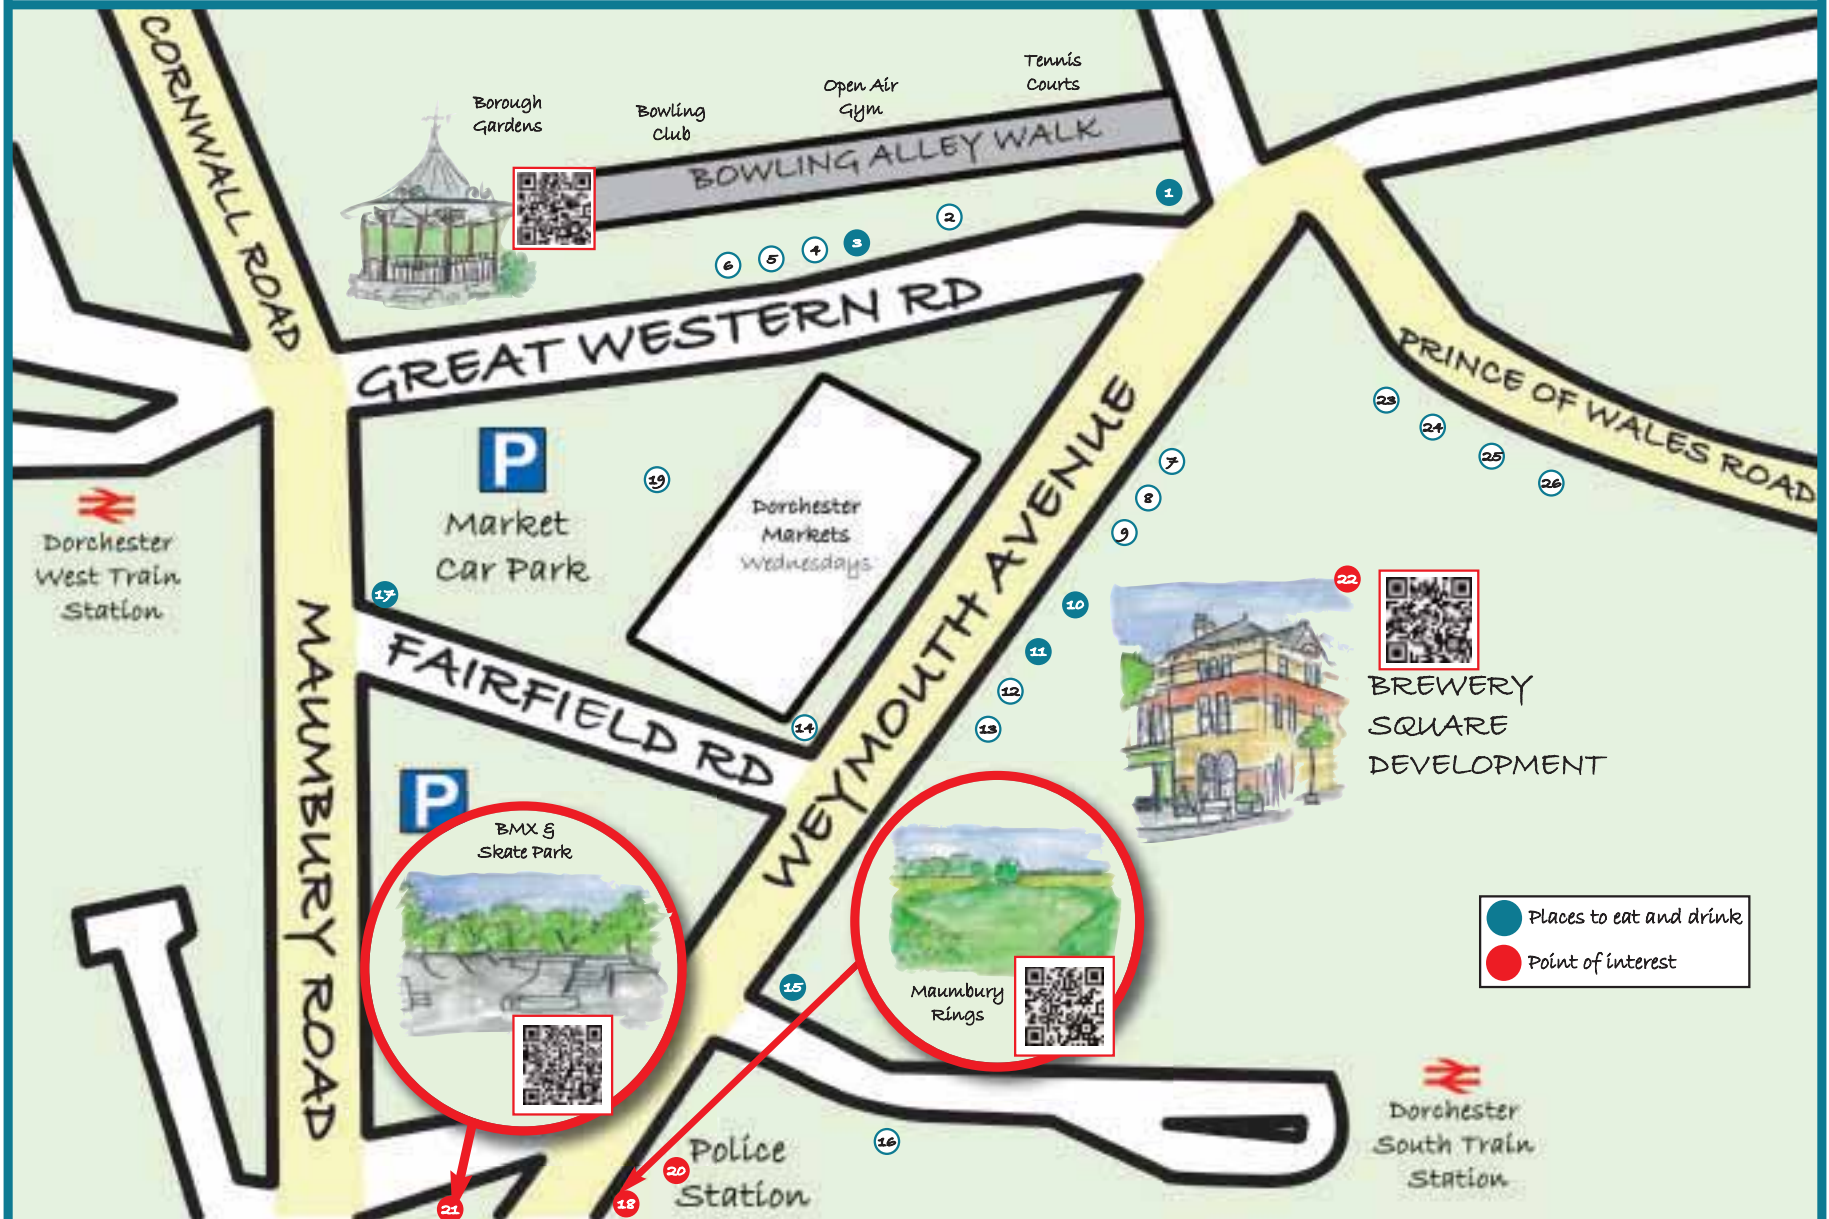 CORNWALL ROAD
Borough
Gardens
Bowling
Club
Open Air
Gym
Tennis
Courts
BOWLING ALLEY WALK
1
2
3
4
5
6
GREAT WESTERN RD
PRINCE OF WALES ROAD
23
24
25
26
P
Market
Car Park
19
Dorchester
Markets
Wednesdays
WEYMOUTH AVENUE
7
8
9
10
11
12
13
Dorchester
West Train
Station
17
MAUMBURY ROAD
FAIRFIELD RD
14
22
BREWERY
SQUARE
DEVELOPMENT
P
BMX &
Skate Park
Maumbury
Rings
15
Places to eat and drink
Point of interest
16
Dorchester
South Train
Station
20
Police
Station
18
21